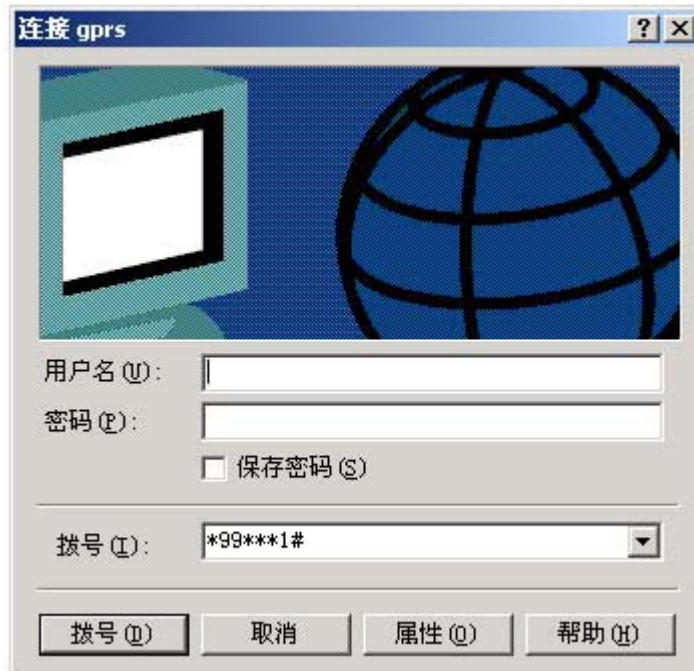 连接 gprs
用户名(U):
密码(P):
保存密码(S)
拨号(I): *99***1#
拨号(D) 取消 属性(O) 帮助(H)